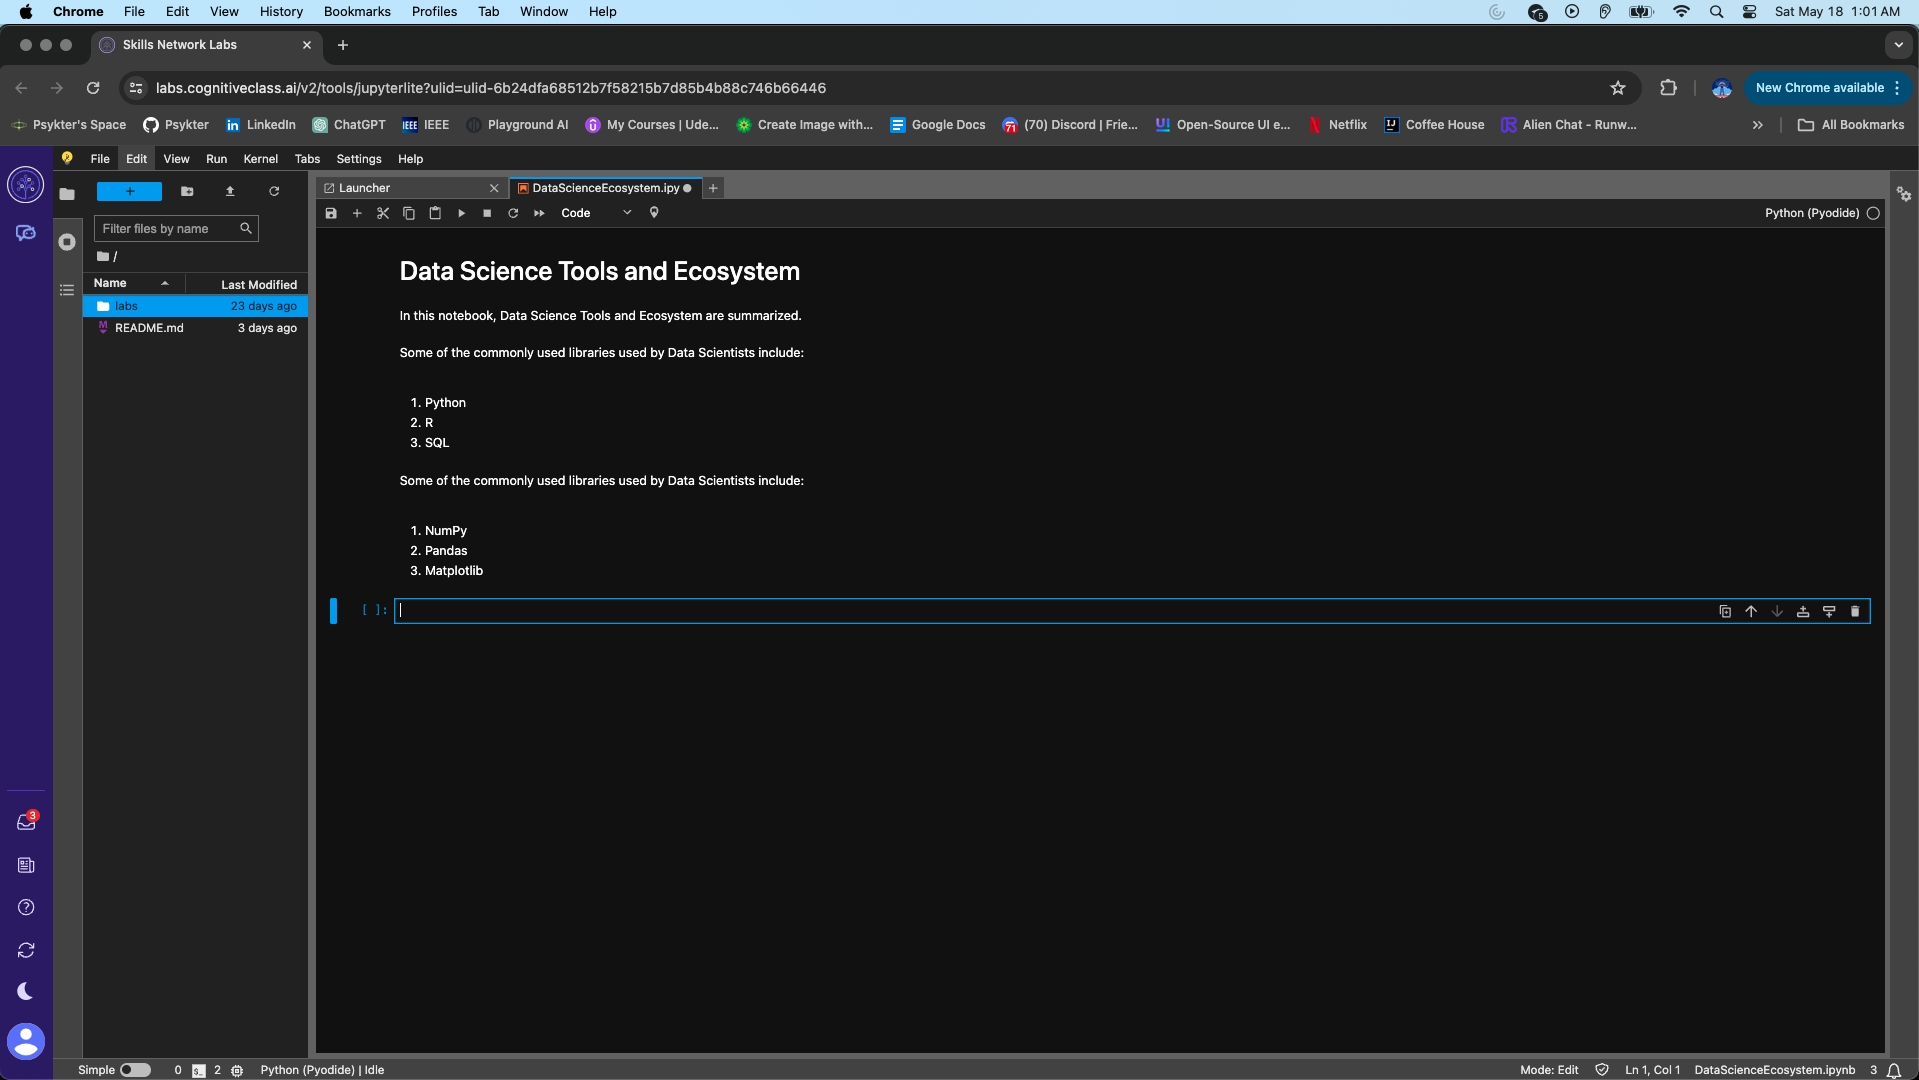 Chrome File Edit View History Bookmarks Profiles Tab Window Help 5 Sat May 18 1:01 AM
Skills Network Labs
labs.cognitiveclass.ai/v2/tools/jupyterlite?ulid=ulid-6b24dfa68512b7f58215b7d85b4b88c746b66446 New Chrome available
Psykter's Space Psykter LinkedIn ChatGPT IEEE IEEE Playground AI My Courses | Ude... Create Image with... Google Docs 71 (70) Discord | Frie... Open-Source UI e... Netflix IJ Coffee House Alien Chat - Runw... All Bookmarks
File Edit View Run Kernel Tabs Settings Help
Launcher DataScienceEcosystem.ipy
Code Python (Pyodide)
Filter files by name
/
Name Last Modified
labs 23 days ago
README.md 3 days ago
Data Science Tools and Ecosystem
In this notebook, Data Science Tools and Ecosystem are summarized.
Some of the commonly used libraries used by Data Scientists include:
1. Python
2. R
3. SQL
Some of the commonly used libraries used by Data Scientists include:
1. NumPy
2. Pandas
3. Matplotlib
[ ]:
3
Simple 0 2 Python (Pyodide) | Idle Mode: Edit Ln 1, Col 1 DataScienceEcosystem.ipynb 3